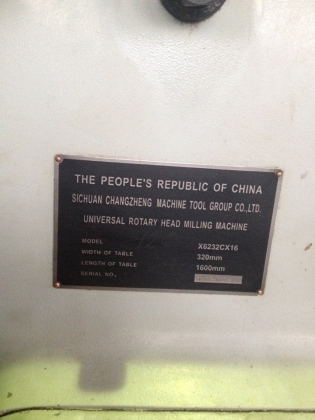 THE PEOPLE'S REPUBLIC OF CHINA
SICHUAN CHANGZHENG MACHINE TOOL GROUP CO.,LTD.
UNIVERSAL ROTARY HEAD MILLING MACHINE
MODEL X6232CX16
WIDTH OF TABLE 320mm
LENGTH OF TABLE 1600mm
SERIAL NO.